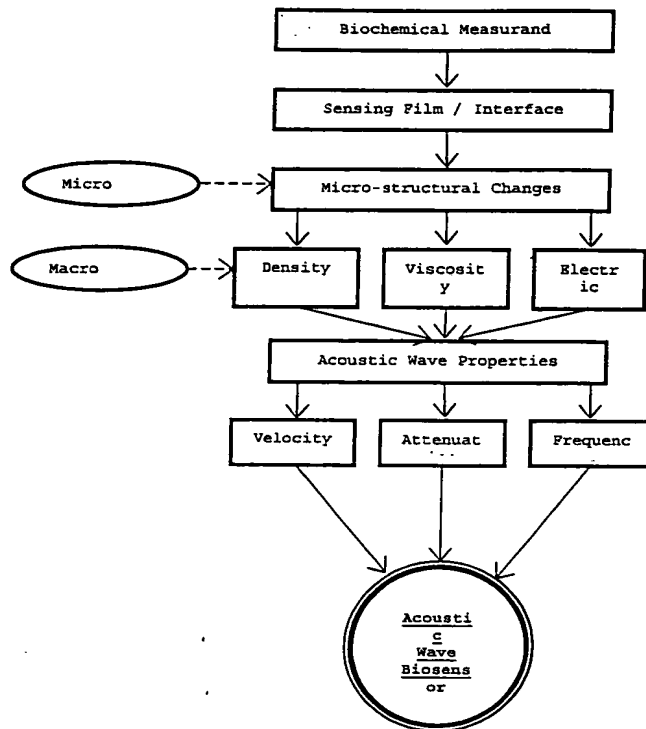 Biochemical Measurand
Sensing Film / Interface
Micro
Micro-structural Changes
Macro
Density
Viscosit
y
Electr
ic
Acoustic Wave Properties
Velocity
Attenuat
Frequenc
Acousti
c
Wave
Biosens
or